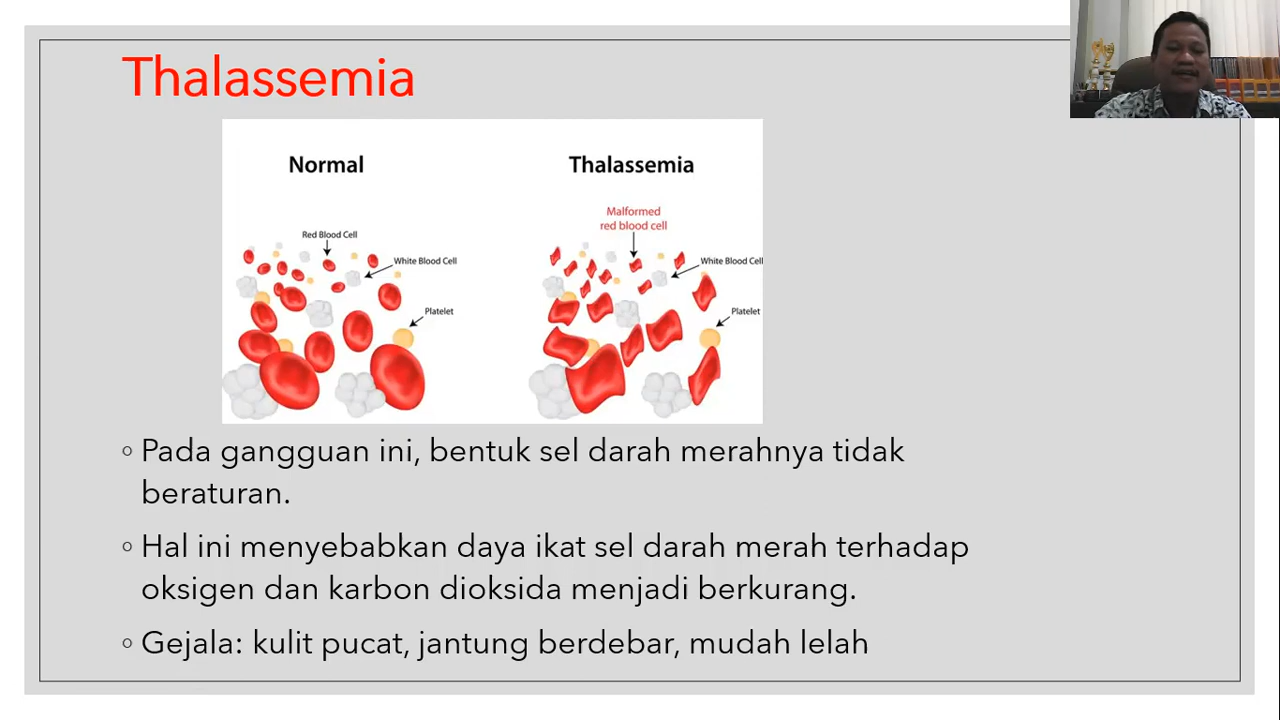 Thalassemia
Normal
Red Blood Cell
White Blood Cell
Platelet
Thalassemia
Malformed
red blood cell
White Blood Cell
Platelet
◦ Pada gangguan ini, bentuk sel darah merahnya tidak
beraturan.
◦ Hal ini menyebabkan daya ikat sel darah merah terhadap
oksigen dan karbon dioksida menjadi berkurang.
◦ Gejala: kulit pucat, jantung berdebar, mudah lelah